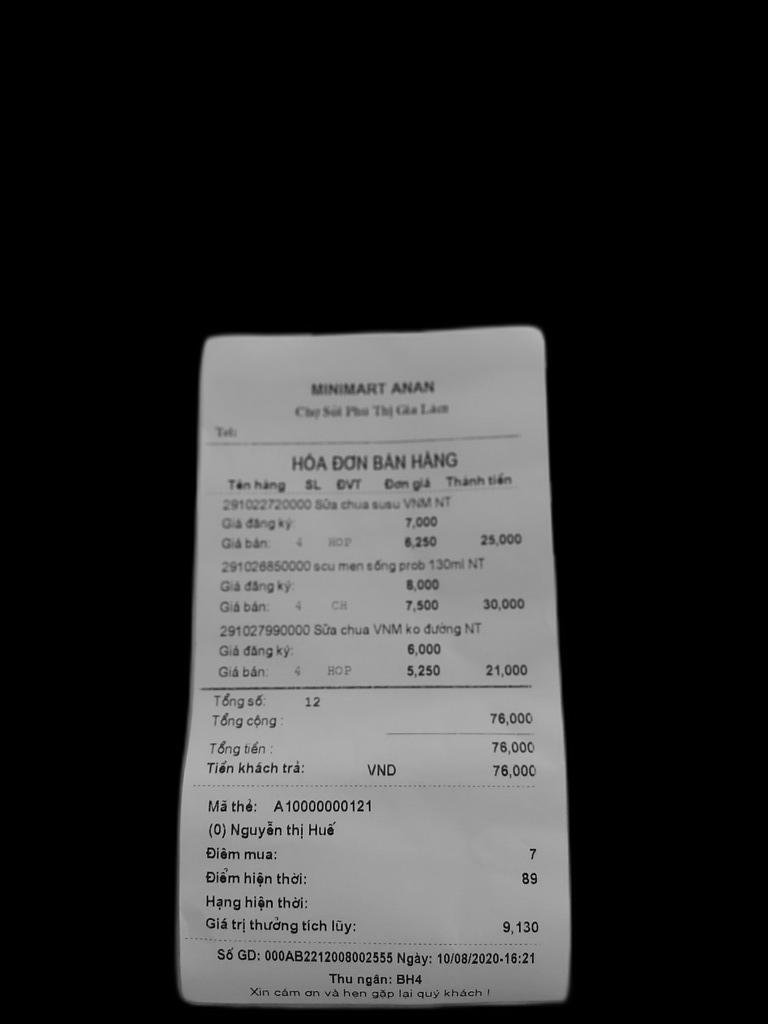 MINIMART ANAN
Chợ Sủi Phú Thị Gia Lâm
Tel:
HÓA ĐƠN BÁN HÀNG
Tên hàng SL ĐVT Đơn giá Thành tiền
291022720000 Sữa chua susu VNM NT
Giá đăng ký: 7,000
Giá bán: 4 HOP 6,250 25,000
291026850000 scu men sống prob 130ml NT
Giá đăng ký: 8,000
Giá bán: 4 CH 7,500 30,000
291027990000 Sữa chua VNM ko đường NT
Giá đăng ký: 6,000
Giá bán: 4 HOP 5,250 21,000
Tổng số: 12
Tổng cộng : 76,000
Tổng tiền : 76,000
Tiền khách trả: VND 76,000
Mã thẻ: A10000000121
(0) Nguyễn thị Huế
Điểm mua: 7
Điểm hiện thời: 89
Hạng hiện thời:
Giá trị thưởng tích lũy: 9,130
Số GD: 000AB2212008002555 Ngày: 10/08/2020-16:21
Thu ngân: BH4
Xin cảm ơn và hẹn gặp lại quý khách !